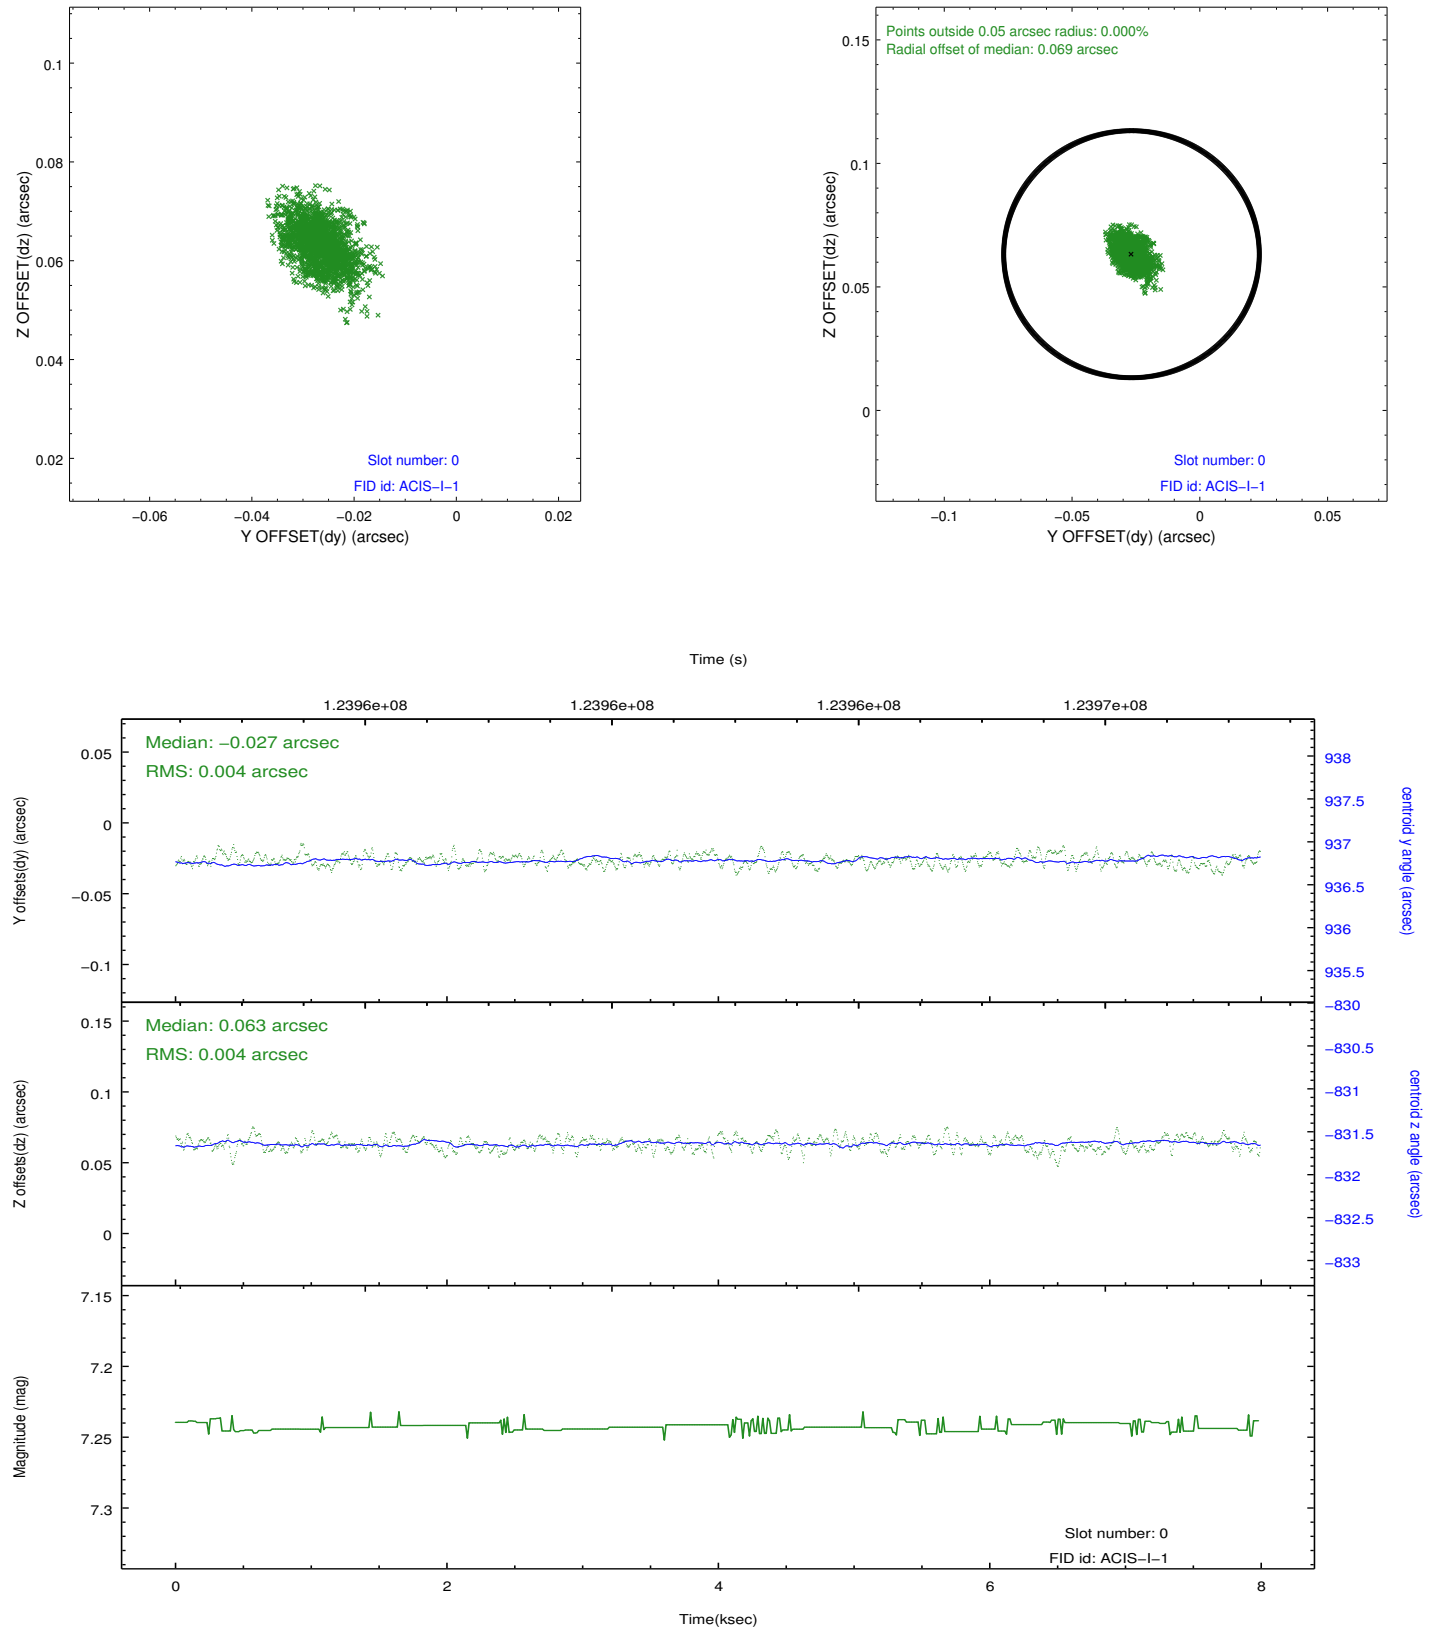 0.1
0.08
0.06
0.04
0.02
Z OFFSET(dz) (arcsec)
Slot number: 0
FID id: ACIS−I−1
−0.06 −0.04 −0.02 0 0.02
Y OFFSET(dy) (arcsec)
Points outside 0.05 arcsec radius: 0.000%
Radial offset of median: 0.069 arcsec
0.15
0.1
0.05
0
Z OFFSET(dz) (arcsec)
Slot number: 0
FID id: ACIS−I−1
−0.1 −0.05 0 0.05
Y OFFSET(dy) (arcsec)
Time (s)
1.2396e+08 1.2396e+08 1.2396e+08 1.2397e+08
Median: −0.027 arcsec
RMS: 0.004 arcsec
0.05
0
−0.05
−0.1
Y offsets(dy) (arcsec)
938
937.5
937
936.5
936
935.5
centroid y angle (arcsec)
Median: 0.063 arcsec
RMS: 0.004 arcsec
0.15
0.1
0.05
0
Z offsets(dz) (arcsec)
−830
−830.5
−831
−831.5
−832
−832.5
−833
centroid z angle (arcsec)
7.15
7.2
7.25
7.3
Magnitude (mag)
Slot number: 0
FID id: ACIS−I−1
0 2 4 6 8
Time(ksec)